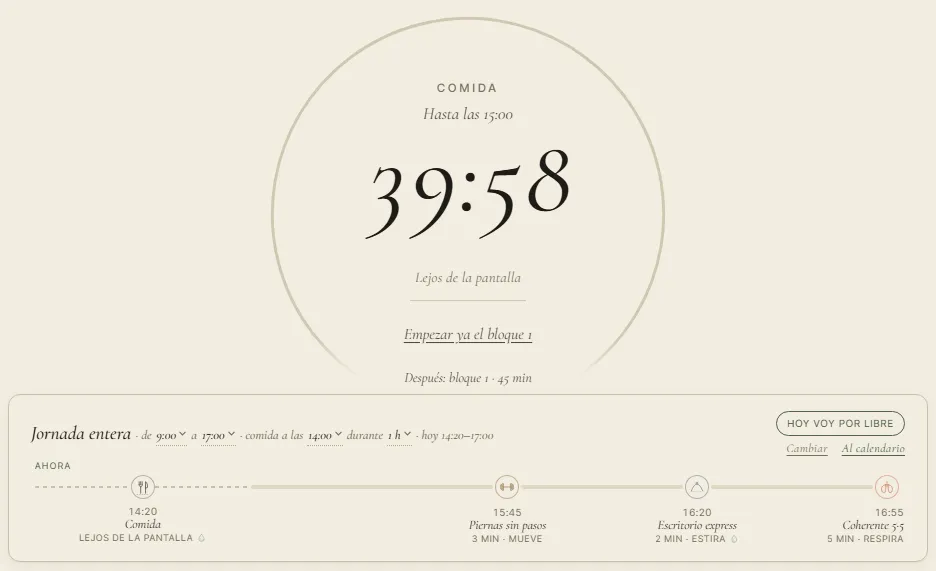 COMIDA
Hasta las 15:00
39:58
Lejos de la pantalla
Empezar ya el bloque 1
Después: bloque 1 · 45 min
Jornada entera · de 9:00 a 17:00 · comida a las 14:00 durante 1 h · hoy 14:20–17:00
HOY VOY POR LIBRE
Cambiar Al calendario
AHORA
14:20
Comida
LEJOS DE LA PANTALLA
15:45
Piernas sin pasos
3 MIN · MUEVE
16:20
Escritorio express
2 MIN · ESTIRA
16:55
Coherente 5-5
5 MIN · RESPIRA